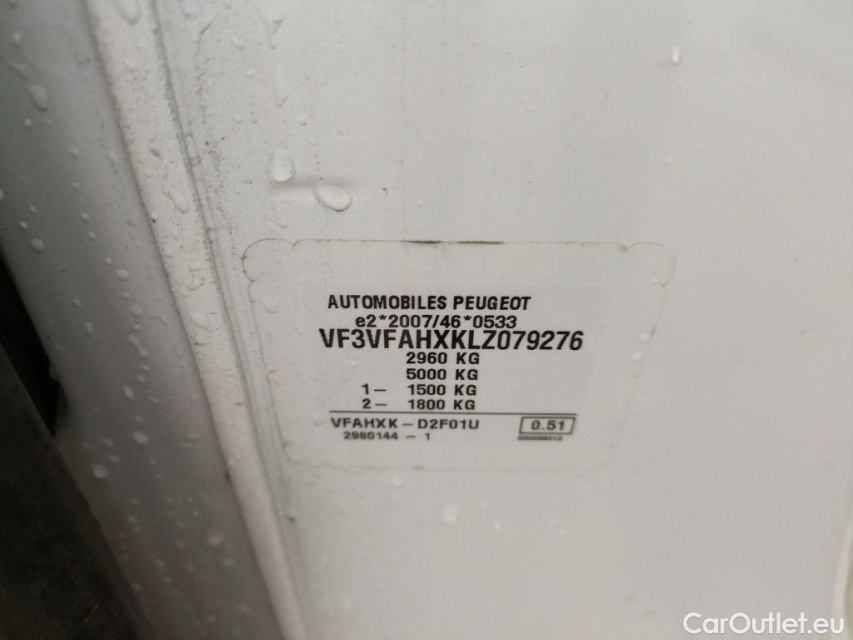 AUTOMOBILES PEUGEOT
e2*2007/46*0533
VF3VFAHXKLZ079276
2960 KG
5000 KG
1- 1500 KG
2- 1800 KG
VFAHXK-D2F01U 0.51
2980144 - 1
CarOutlet.eu